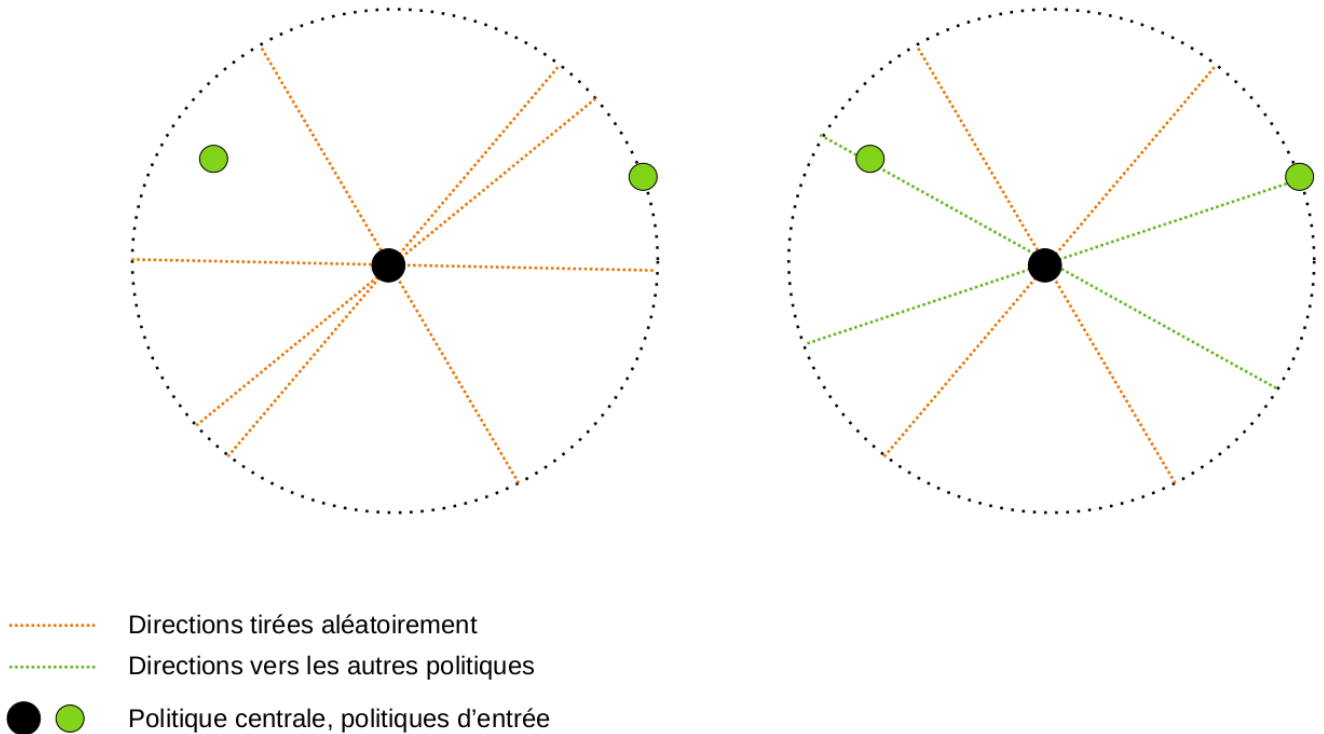 Directions tirées aléatoirement
Directions vers les autres politiques
Politique centrale, politiques d’entrée